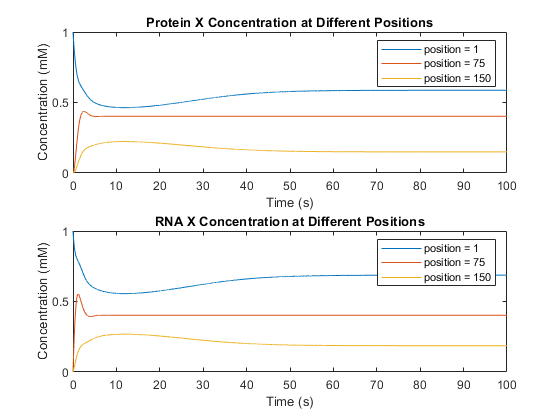 Protein X Concentration at Different Positions
1
0.5
0
Concentration (mM)
position = 1
position = 75
position = 150
0 10 20 30 40 50 60 70 80 90 100
Time (s)
RNA X Concentration at Different Positions
1
0.5
0
Concentration (mM)
position = 1
position = 75
position = 150
0 10 20 30 40 50 60 70 80 90 100
Time (s)